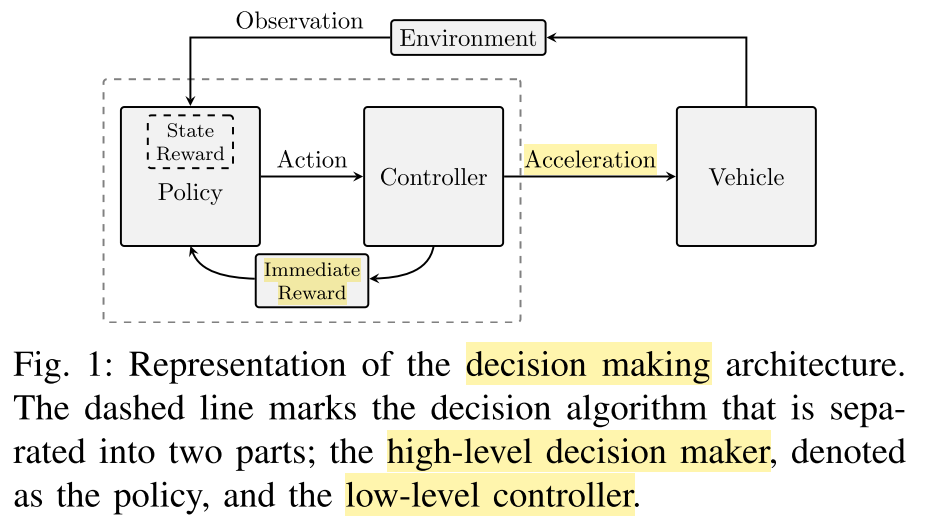 Observation
Environment
State
Reward
Policy
Action
Controller
Acceleration
Vehicle
Immediate
Reward
Fig. 1: Representation of the decision making architecture.
The dashed line marks the decision algorithm that is sepa-
rated into two parts; the high-level decision maker, denoted
as the policy, and the low-level controller.